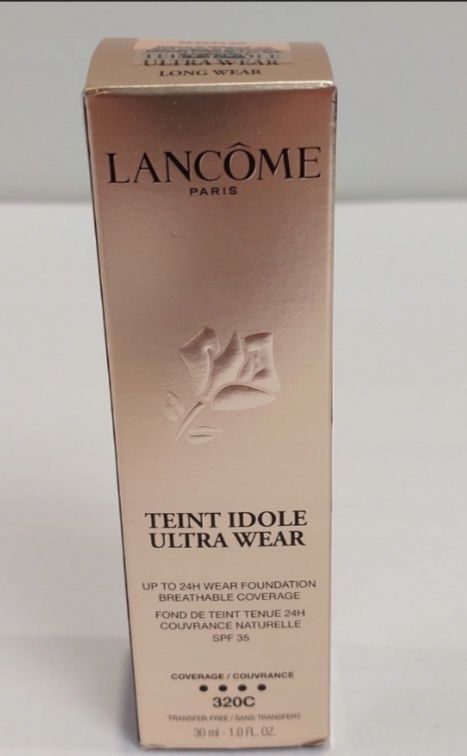 ULTRA WEAR
LONG WEAR
LANCÔME
PARIS
TEINT IDOLE
ULTRA WEAR
UP TO 24H WEAR FOUNDATION
BREATHABLE COVERAGE
FOND DE TEINT TENUE 24H
COUVRANCE NATURELLE
SPF 35
COVERAGE / COUVRANCE
● ● ● ●
320C
TRANSFER-FREE / SANS TRANSFERT
30 ml - 1.0 FL. OZ.